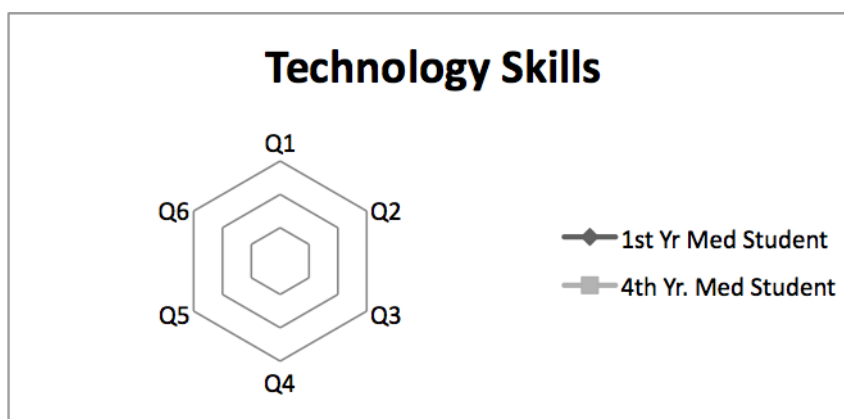 Technology Skills
Q1
Q6
Q2
Q5
Q3
Q4
1st Yr Med Student
4th Yr. Med Student